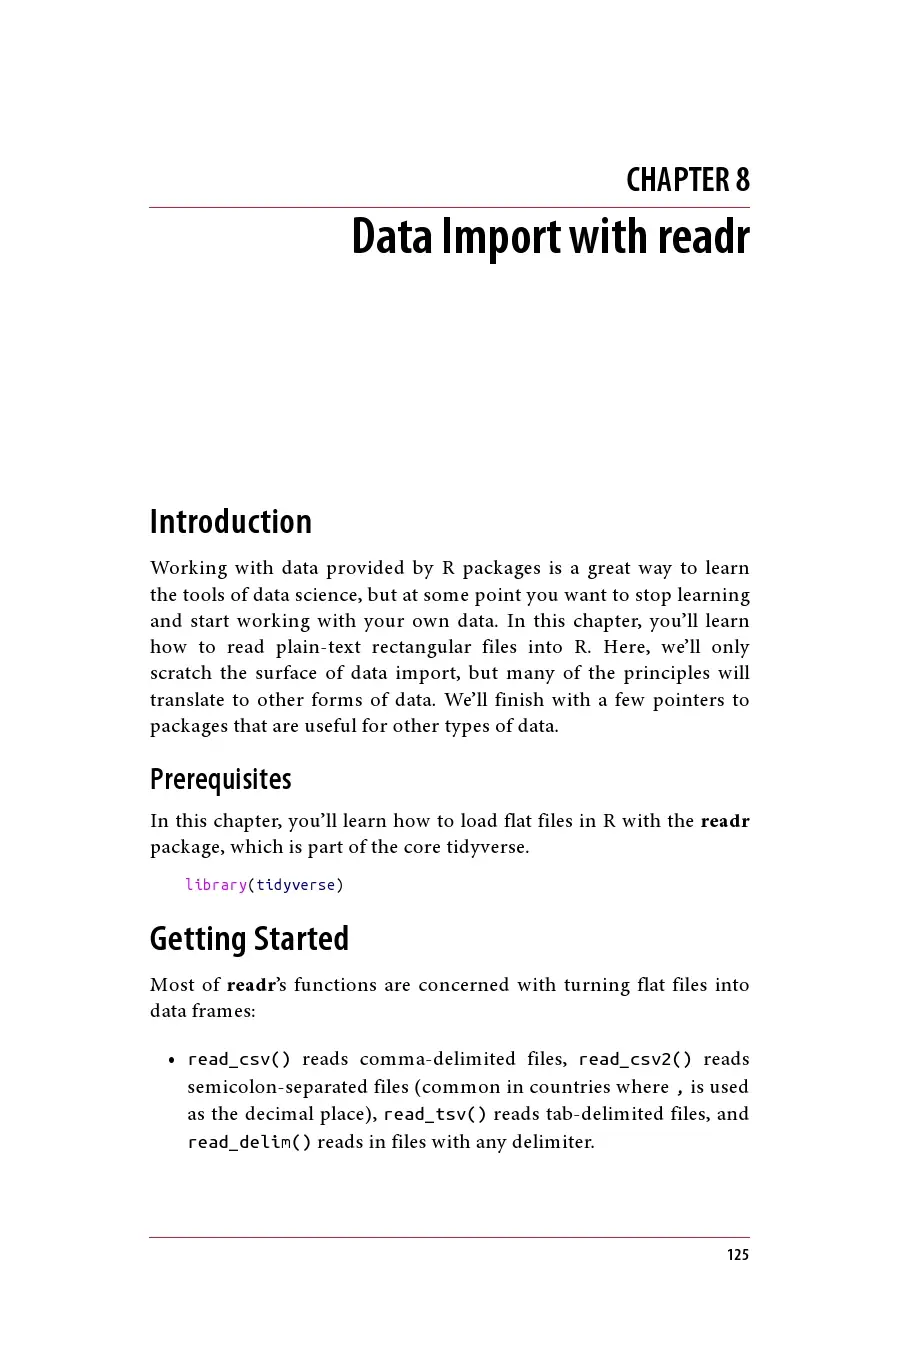 CHAPTER 8
Data Import with readr
Introduction
Working with data provided by R packages is a great way to learn
the tools of data science, but at some point you want to stop learning
and start working with your own data. In this chapter, you’ll learn
how to read plain-text rectangular files into R. Here, we’ll only
scratch the surface of data import, but many of the principles will
translate to other forms of data. We’ll finish with a few pointers to
packages that are useful for other types of data.
Prerequisites
In this chapter, you’ll learn how to load flat files in R with the readr
package, which is part of the core tidyverse.
library(tidyverse)
Getting Started
Most of readr’s functions are concerned with turning flat files into
data frames:
• read_csv() reads comma-delimited files, read_csv2() reads
semicolon-separated files (common in countries where , is used
as the decimal place), read_tsv() reads tab-delimited files, and
read_delim() reads in files with any delimiter.
125